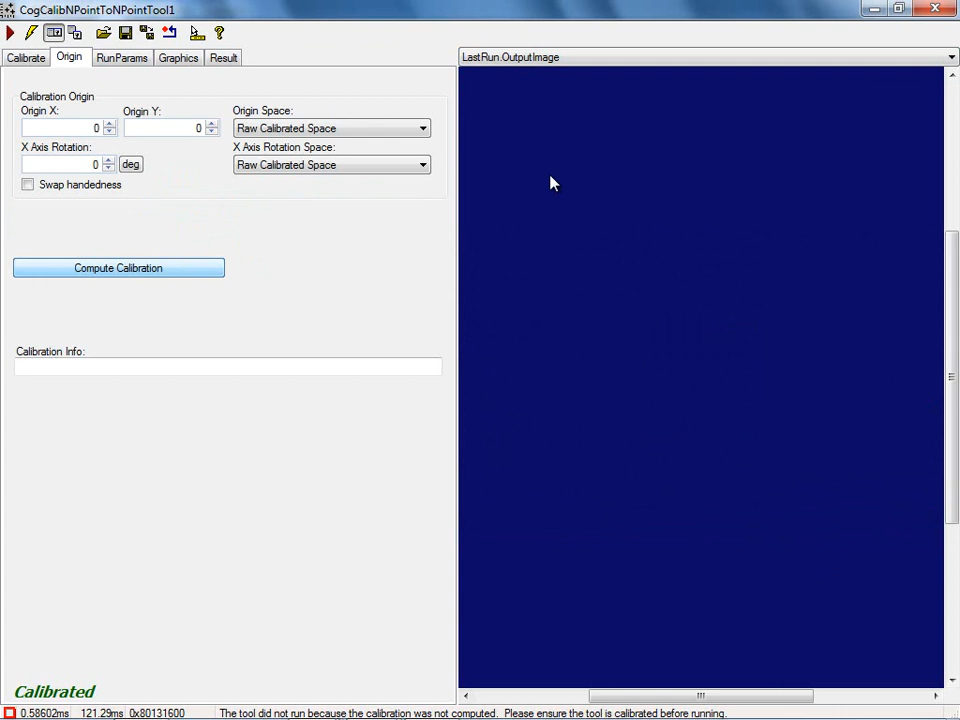 CogCalibNPointToNPointTool1
Calibrate Origin RunParams Graphics Result
LastRun.OutputImage
Calibration Origin
Origin X: Origin Y: Origin Space:
0 0 Raw Calibrated Space
X Axis Rotation: X Axis Rotation Space:
0 deg Raw Calibrated Space
Swap handedness
Compute Calibration
Calibration Info:
Calibrated
0.58602ms 121.29ms 0x80131600 The tool did not run because the calibration was not computed. Please ensure the tool is calibrated before running.